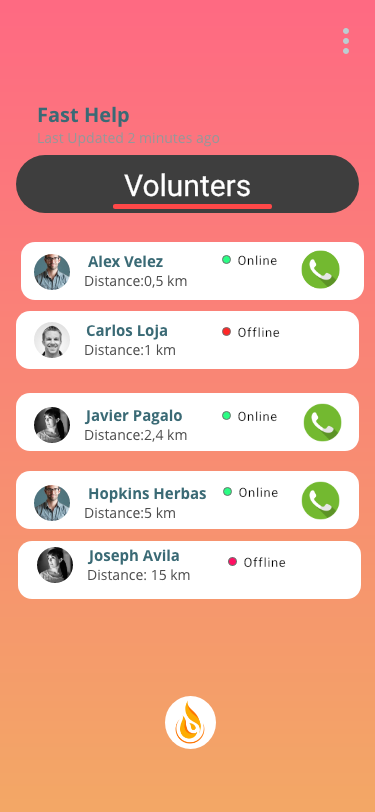 Fast Help
Last Updated 2 minutes ago
Volunters
Alex Velez
Online
Distance:0,5 km
Carlos Loja
Offline
Distance:1 km
Javier Pagalo
Online
Distance:2,4 km
Hopkins Herbas
Online
Distance:5 km
Joseph Avila
Offline
Distance: 15 km